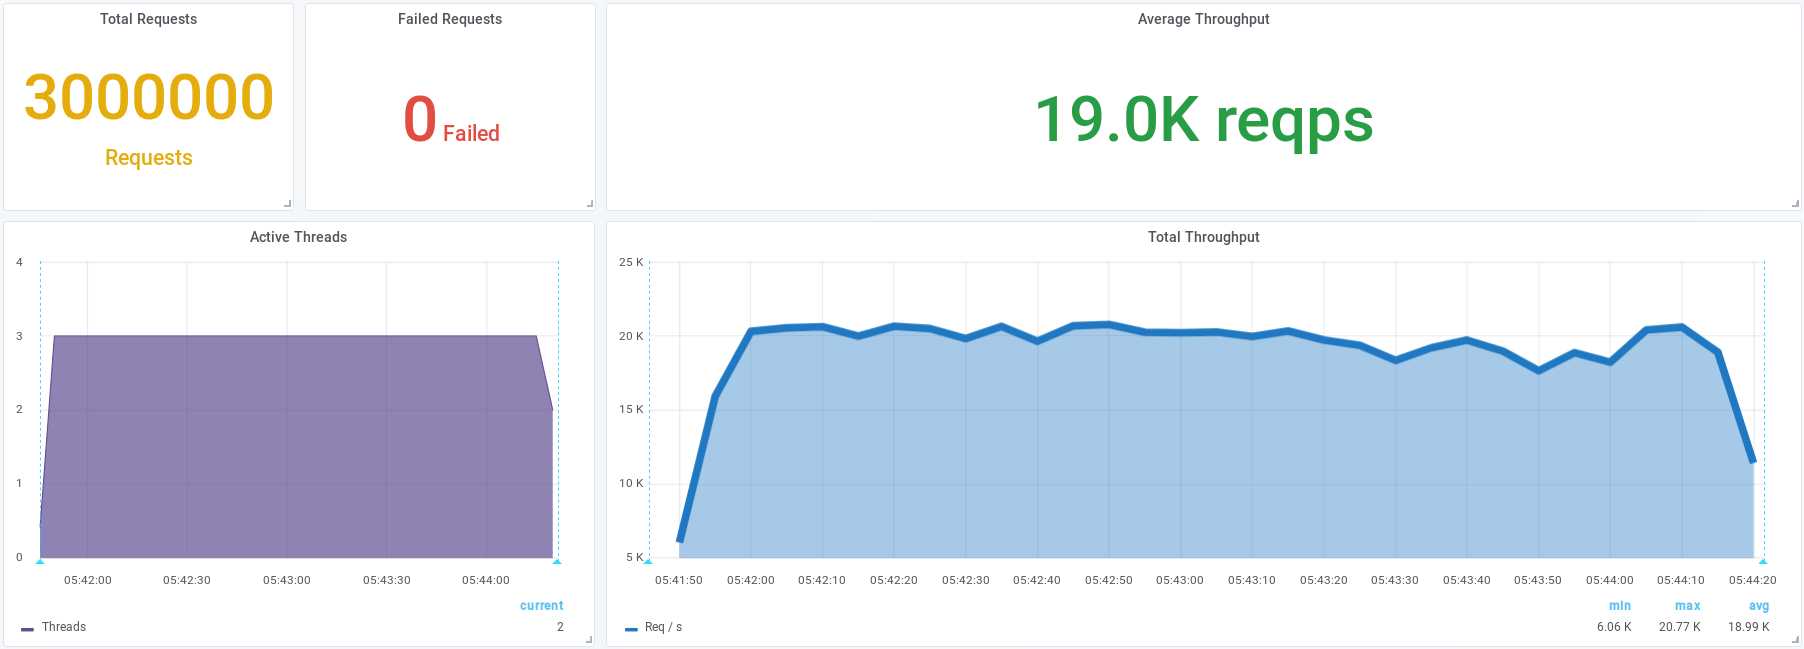 Total Requests
3000000
Requests
Failed Requests
0 Failed
Average Throughput
19.0K reqps
Active Threads
4
3
2
1
0
05:42:00 05:42:30 05:43:00 05:43:30 05:44:00
current
Threads 2
Total Throughput
25 K
20 K
15 K
10 K
5 K
05:41:50 05:42:00 05:42:10 05:42:20 05:42:30 05:42:40 05:42:50 05:43:00 05:43:10 05:43:20 05:43:30 05:43:40 05:43:50 05:44:00 05:44:10 05:44:20
min max avg
Req / s 6.06 K 20.77 K 18.99 K